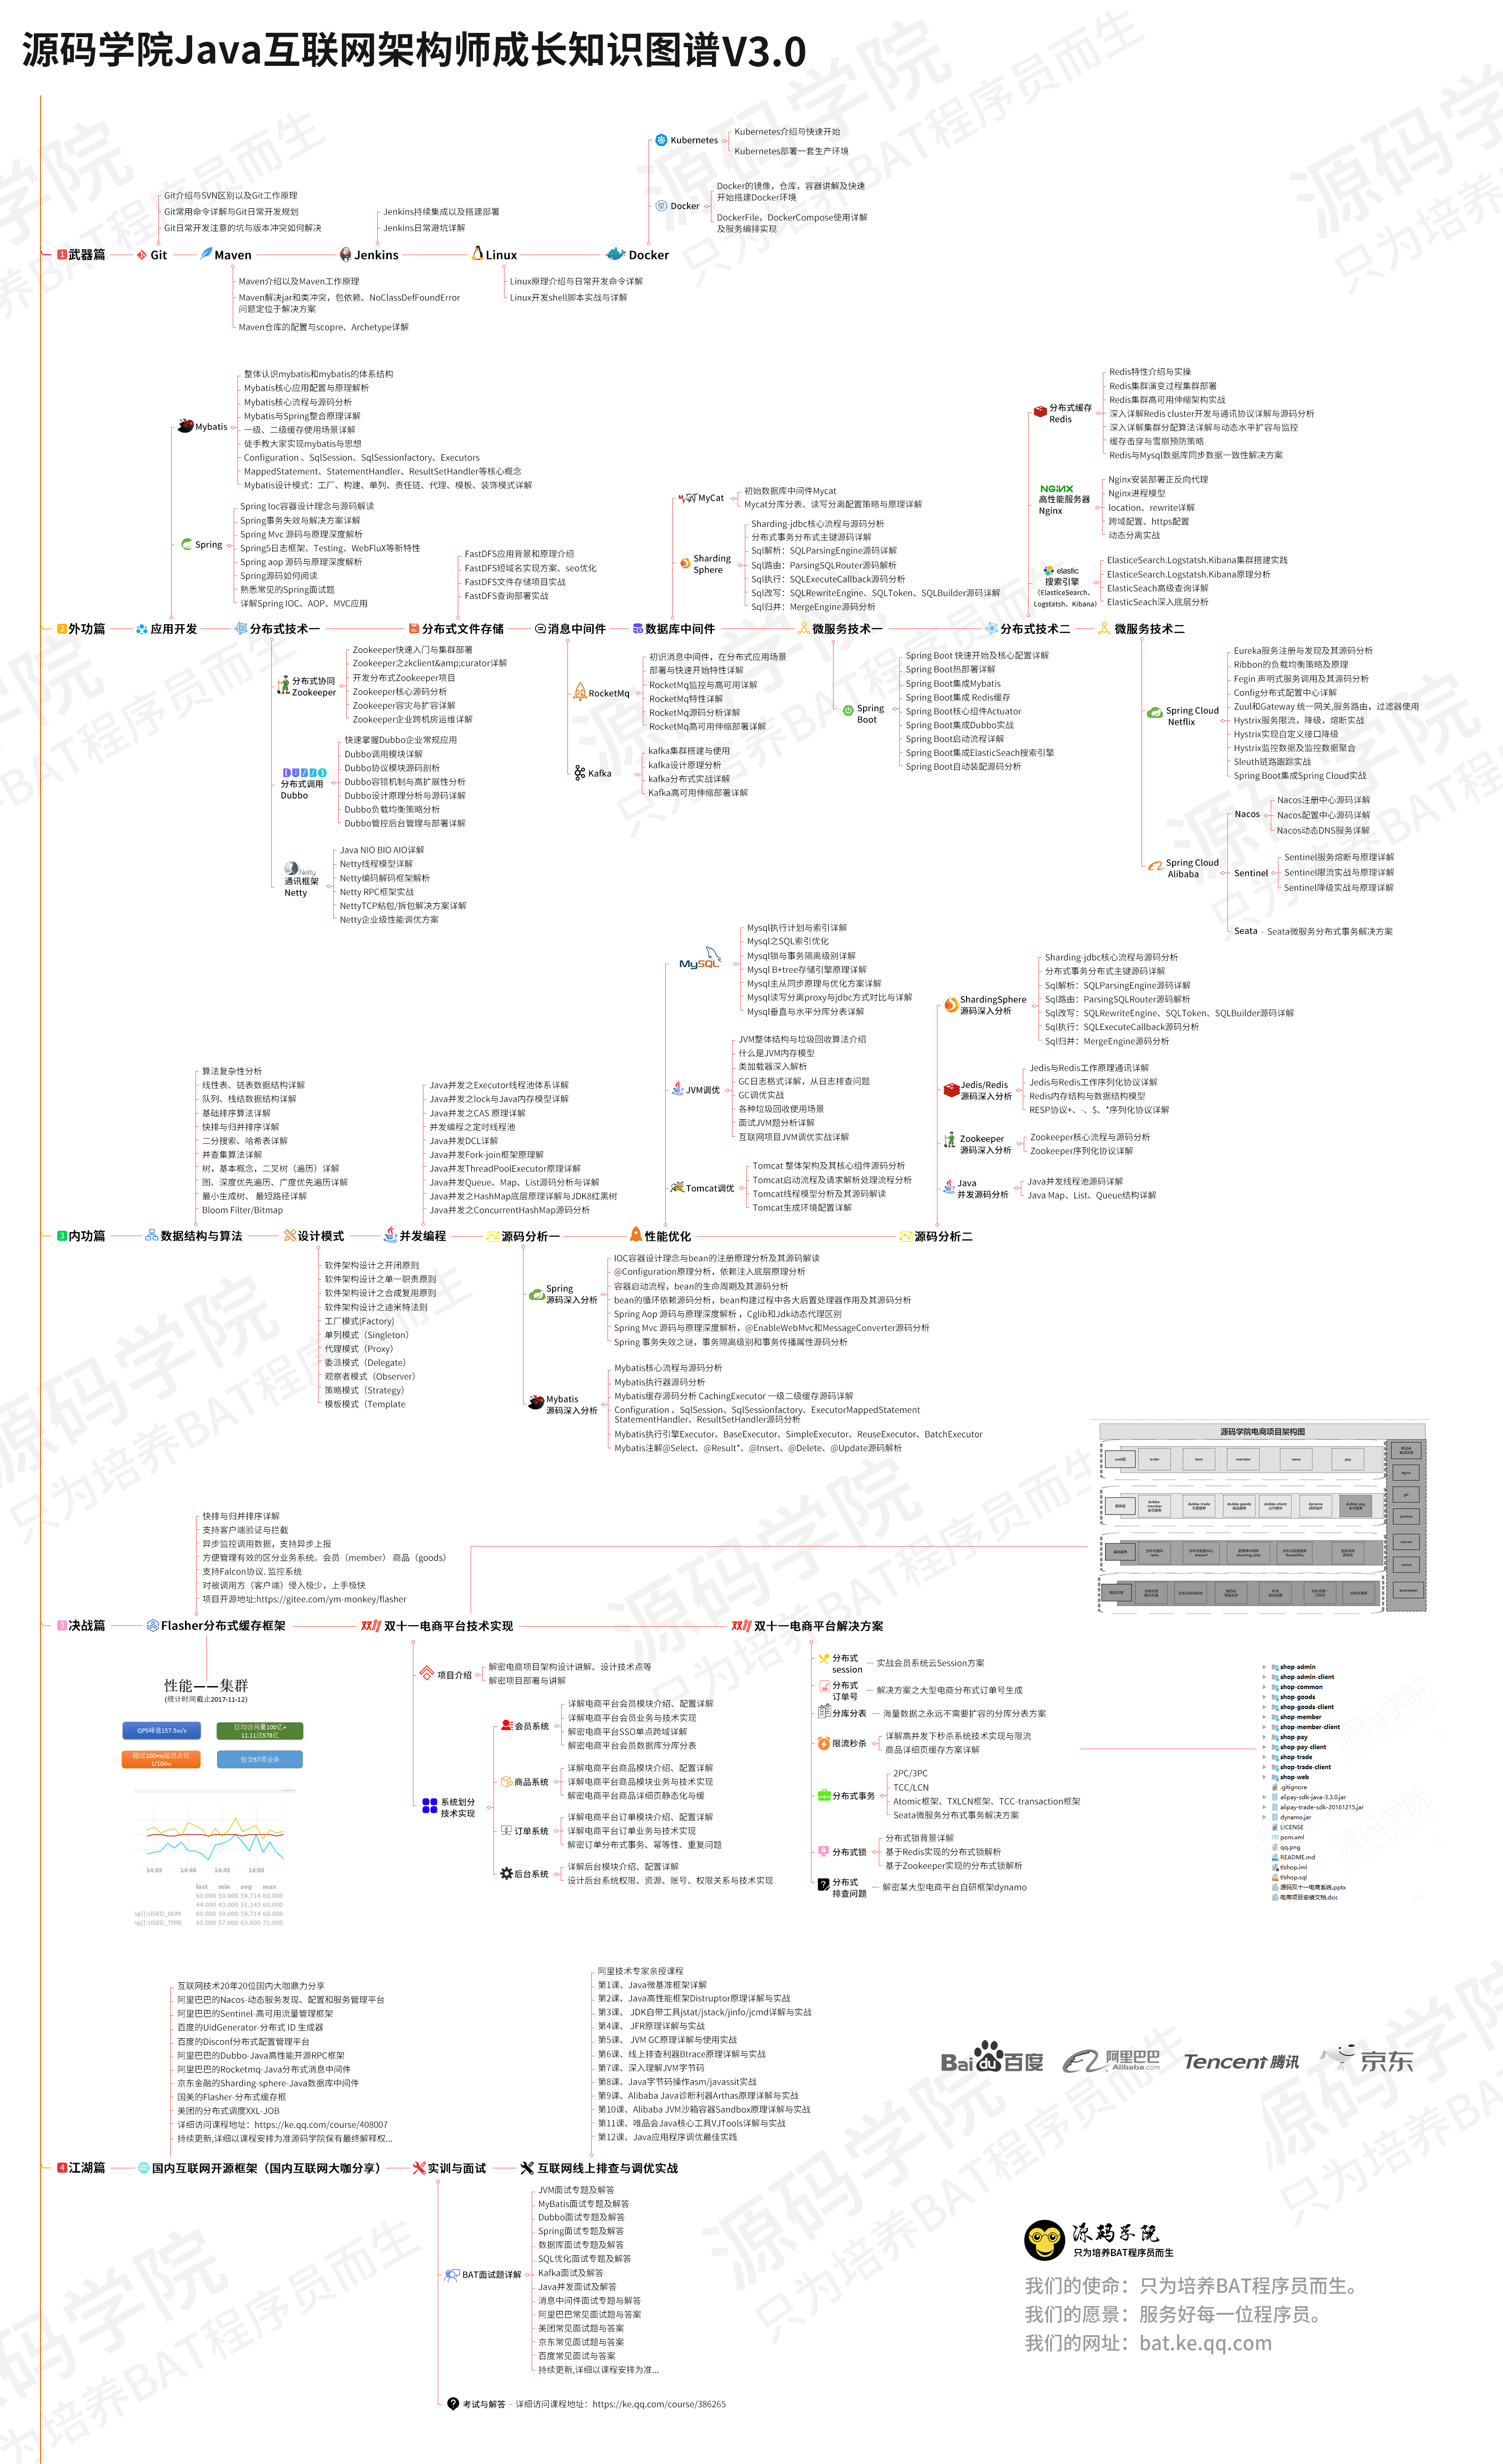 源码学院Java互联网架构师成长知识图谱V3.0
Kubernetes
Kubernetes介绍与快速开始
Kubernetes部署一套生产环境
Docker
Docker的镜像，仓库，容器讲解及快速
开始搭建Docker环境
DockerFile，DockerCompose使用详解
及服务编排实现
Git介绍与SVN区别以及Git工作原理
Git常用命令详解与Git日常开发规划
Git日常开发注意的坑与版本冲突如何解决
Jenkins持续集成以及搭建部署
Jenkins日常避坑详解
1 武器篇
Git
Maven
Jenkins
Linux
Docker
Maven介绍以及Maven工作原理
Maven解决jar和类冲突，包依赖、NoClassDefFoundError
问题定位于解决方案
Maven仓库的配置与scopre、Archetype详解
Linux原理介绍与日常开发命令详解
Linux开发shell脚本实战与详解
Mybatis
整体认识mybatis和mybatis的体系结构
Mybatis核心应用配置与原理解析
Mybatis核心流程与源码分析
Mybatis与Spring整合原理详解
一级、二级缓存使用场景详解
徒手教大家实现mybatis与思想
Configuration 、SqlSession、SqlSessionfactory、Executors
MappedStatement、StatementHandler、ResultSetHandler等核心概念
Mybatis设计模式：工厂、构建、单列、责任链、代理、模板、装饰模式详解
Spring
Spring Ioc容器设计理念与源码解读
Spring事务失效与解决方案详解
Spring Mvc 源码与原理深度解析
Spring5日志框架、Testing、WebFluX等新特性
Spring aop 源码与原理深度解析
Spring源码如何阅读
熟悉常见的Spring面试题
详解Spring IOC、AOP、MVC应用
FastDFS应用背景和原理介绍
FastDFS短域名实现方案、seo优化
FastDFS文件存储项目实战
FastDFS查询部署实战
MyCat
初始数据库中间件Mycat
Mycat分库分表、读写分离配置策略与原理详解
Sharding
Sphere
Sharding-jdbc核心流程与源码分析
分布式事务分布式主键源码详解
Sql解析：SQLParsingEngine源码详解
Sql路由：ParsingSQLRouter源码解析
Sql执行：SQLExecuteCallback源码分析
Sql改写：SQLRewriteEngine、SQLToken、SQLBuilder源码详解
Sql归并：MergeEngine源码分析
分布式缓存
Redis
Redis特性介绍与实操
Redis集群演变过程集群部署
Redis集群高可用伸缩架构实战
深入详解Redis cluster开发与通讯协议详解与源码分析
深入详解集群分配算法详解与动态水平扩容与监控
缓存击穿与雪崩预防策略
Redis与Mysql数据库同步数据一致性解决方案
NGINX
高性能服务器
Nginx
Nginx安装部署正反向代理
Nginx进程模型
location、rewrite详解
跨域配置、https配置
动态分离实战
elastic
搜索引擎
（ElasticeSearch、
Logstatsh、Kibana）
ElasticeSearch.Logstatsh.Kibana集群搭建实践
ElasticeSearch.Logstatsh.Kibana原理分析
ElasticSeach高级查询详解
ElasticSeach深入底层分析
2 外功篇
应用开发
分布式技术一
分布式文件存储
消息中间件
数据库中间件
微服务技术一
分布式技术二
微服务技术二
分布式协同
Zookeeper
Zookeeper快速入门与集群部署
Zookeeper之zkclient&amp;curator详解
开发分布式Zookeeper项目
Zookeeper核心源码分析
Zookeeper容灾与扩容详解
Zookeeper企业跨机房运维详解
DUBBO
分布式调用
Dubbo
快速掌握Dubbo企业常规应用
Dubbo调用模块详解
Dubbo协议模块源码剖析
Dubbo容错机制与高扩展性分析
Dubbo设计原理分析与源码详解
Dubbo负载均衡策略分析
Dubbo管控后台管理与部署详解
Netty
通讯框架
Netty
Java NIO BIO AIO详解
Netty线程模型详解
Netty编码解码框架解析
Netty RPC框架实战
NettyTCP粘包/拆包解决方案详解
Netty企业级性能调优方案
RocketMq
初识消息中间件，在分布式应用场景
部署与快速开始特性详解
RocketMq监控与高可用详解
RocketMq特性详解
RocketMq源码分析详解
RocketMq高可用伸缩部署详解
Kafka
kafka集群搭建与使用
kafka设计原理分析
kafka分布式实战详解
Kafka高可用伸缩部署详解
Spring
Boot
Spring Boot 快速开始及核心配置详解
Spring Boot热部署详解
Spring Boot集成Mybatis
Spring Boot集成 Redis缓存
Spring Boot核心组件Actuator
Spring Boot集成Dubbo实战
Spring Boot启动流程详解
Spring Boot集成ElasticSeach搜索引擎
Spring Boot自动装配源码分析
Spring Cloud
Netflix
Eureka服务注册与发现及其源码分析
Ribbon的负载均衡策略及原理
Fegin 声明式服务调用及其源码分析
Config分布式配置中心详解
Zuul和Gateway 统一网关,服务路由，过滤器使用
Hystrix服务限流，降级，熔断实战
Hystrix实现自定义接口降级
Hystrix监控数据及监控数据聚合
Sleuth链路跟踪实战
Spring Boot集成Spring Cloud实战
Spring Cloud
Alibaba
Nacos
Nacos注册中心源码详解
Nacos配置中心源码详解
Nacos动态DNS服务详解
Sentinel
Sentinel服务熔断与原理详解
Sentinel限流实战与原理详解
Sentinel降级实战与原理详解
Seata
Seata微服务分布式事务解决方案
MySQL
Mysql执行计划与索引详解
Mysql之SQL索引优化
Mysql锁与事务隔离级别详解
Mysql B+tree存储引擎原理详解
Mysql主从同步原理与优化方案详解
Mysql读写分离proxy与jdbc方式对比与详解
Mysql垂直与水平分库分表详解
JVM调优
JVM整体结构与垃圾回收算法介绍
什么是JVM内存模型
类加载器深入解析
GC日志格式详解，从日志排查问题
GC调优实战
各种垃圾回收使用场景
面试JVM题分析详解
互联网项目JVM调优实战详解
Tomcat调优
Tomcat 整体架构及其核心组件源码分析
Tomcat启动流程及请求解析处理流程分析
Tomcat线程模型分析及其源码解读
Tomcat生成环境配置详解
ShardingSphere
源码深入分析
Sharding-jdbc核心流程与源码分析
分布式事务分布式主键源码详解
Sql解析：SQLParsingEngine源码详解
Sql路由：ParsingSQLRouter源码解析
Sql改写：SQLRewriteEngine、SQLToken、SQLBuilder源码详解
Sql执行：SQLExecuteCallback源码分析
Sql归并：MergeEngine源码分析
Jedis/Redis
源码深入分析
Jedis与Redis工作原理通讯详解
Jedis与Redis工作序列化协议详解
Redis内存结构与数据结构模型
RESP协议+、-、$、*序列化协议详解
Zookeeper
源码深入分析
Zookeeper核心流程与源码分析
Zookeeper序列化协议详解
Java
并发源码分析
Java并发线程池源码详解
Java Map、List、Queue结构详解
算法复杂性分析
线性表、链表数据结构详解
队列、栈结数据结构详解
基础排序算法详解
快排与归并排序详解
二分搜索、哈希表详解
并查集算法详解
树，基本概念，二叉树（遍历）详解
图、深度优先遍历、广度优先遍历详解
最小生成树、 最短路径详解
Bloom Filter/Bitmap
Java并发之Executor线程池体系详解
Java并发之lock与Java内存模型详解
Java并发之CAS 原理详解
并发编程之定时线程池
Java并发DCL详解
Java并发Fork-join框架原理解
Java并发ThreadPoolExecutor原理详解
Java并发Queue、Map、List源码分析与详解
Java并发之HashMap底层原理详解与JDK8红黑树
Java并发之ConcurrentHashMap源码分析
3 内功篇
数据结构与算法
设计模式
并发编程
源码分析一
性能优化
源码分析二
软件架构设计之开闭原则
软件架构设计之单一职责原则
软件架构设计之合成复用原则
软件架构设计之迪米特法则
工厂模式(Factory)
单列模式（Singleton）
代理模式（Proxy）
委派模式（Delegate）
观察者模式（Observer）
策略模式（Strategy）
模板模式（Template
Spring
源码深入分析
IOC容器设计理念与bean的注册原理分析及其源码解读
@Configuration原理分析，依赖注入底层原理分析
容器启动流程，bean的生命周期及其源码分析
bean的循环依赖源码分析，bean构建过程中各大后置处理器作用及其源码分析
Spring Aop 源码与原理深度解析 ，Cglib和Jdk动态代理区别
Spring Mvc 源码与原理深度解析，@EnableWebMvc和MessageConverter源码分析
Spring 事务失效之谜，事务隔离级别和事务传播属性源码分析
Mybatis
源码深入分析
Mybatis核心流程与源码分析
Mybatis执行器源码分析
Mybatis缓存源码分析 CachingExecutor 一级二级缓存源码详解
Configuration 、SqlSession、SqlSessionfactory、ExecutorMappedStatement
StatementHandler、ResultSetHandler源码分析
Mybatis执行引擎Executor、BaseExecutor、SimpleExecutor、ReuseExecutor、BatchExecutor
Mybatis注解@Select、@Result*、@Insert、@Delete、@Update源码解析
源码学院电商项目架构图
order
item
member
pay
nginx
git
jenkins
快排与归并排序详解
支持客户端验证与拦截
异步监控调用数据，支持异步上报
方便管理有效的区分业务系统。会员（member） 商品（goods）
支持Falcon协议, 监控系统
对被调用方（客户端）侵入极少，上手极快
项目开源地址:https://gitee.com/ym-monkey/flasher
3 决战篇
Flasher分布式缓存框架
双11 双十一电商平台技术实现
双11 双十一电商平台解决方案
性能——集群
(统计时间截止2017-11-12)
QPS峰值157.5w/s
日均访问量100亿+
11.11达578亿
超过100ms延迟占比
1/100w
包含57项业务
14:35 14:40 14:45 14:50
last min avg max
60.000 59.000 59.714 60.000
44.000 43.000 51.143 60.000
ıg)]:USED_NUM 60.000 59.000 59.714 60.000
ıg)]:USED_TIME 62.000 57.000 63.000 71.000
项目介绍
解密电商项目架构设计讲解、设计技术点等
解密项目部署与讲解
系统划分
技术实现
会员系统
详解电商平台会员模块介绍、配置详解
详解电商平台会员业务与技术实现
解密电商平台SSO单点跨域详解
解密电商平台会员数据库分库分表
商品系统
详解电商平台商品模块介绍、配置详解
详解电商平台商品模块业务与技术实现
解密电商平台商品详细页静态化与缓
订单系统
详解电商平台订单模块介绍、配置详解
详解电商平台订单业务与技术实现
解密订单分布式事务、幂等性、重复问题
后台系统
详解后台模块介绍、配置详解
设计后台系统权限、资源、账号、权限关系与技术实现
分布式
session
实战会员系统云Session方案
分布式
订单号
解决方案之大型电商分布式订单号生成
分库分表
海量数据之永远不需要扩容的分库分表方案
限流秒杀
详解高并发下秒杀系统技术实现与限流
商品详细页缓存方案详解
分布式事务
2PC/3PC
TCC/LCN
Atomic框架、TXLCN框架、TCC-transaction框架
Seata微服务分布式事务解决方案
分布式锁
分布式锁背景详解
基于Redis实现的分布式锁解析
基于Zookeeper实现的分布式锁解析
分布式
排查问题
解密某大型电商平台自研框架dynamo
shop-admin
shop-admin-client
shop-common
shop-goods
shop-goods-client
shop-member
shop-member-client
shop-pay
shop-pay-client
shop-trade
shop-trade-client
shop-web
.gitignore
alipay-sdk-java-3.3.0.jar
alipay-trade-sdk-20161215.jar
dynamo.jar
LICENSE
pom.xml
qq.png
README.md
tlshop.iml
tlshop.sql
源码双十一电商系统.pptx
电商项目安装文档.doc
互联网技术20年20位国内大咖鼎力分享
阿里巴巴的Nacos-动态服务发现、配置和服务管理平台
阿里巴巴的Sentinel-高可用流量管理框架
百度的UidGenerator-分布式 ID 生成器
百度的Disconf分布式配置管理平台
阿里巴巴的Dubbo-Java高性能开源RPC框架
阿里巴巴的Rocketmq-Java分布式消息中间件
京东金融的Sharding-sphere-Java数据库中间件
国美的Flasher-分布式缓存框
美团的分布式调度XXL-JOB
详细访问课程地址：https://ke.qq.com/course/408007
持续更新,详细以课程安排为准源码学院保有最终解释权...
阿里技术专家亲授课程
第1课、Java微基准框架详解
第2课、Java高性能框架Distruptor原理详解与实战
第3课、 JDK自带工具jstat/jstack/jinfo/jcmd详解与实战
第4课、 JFR原理详解与实战
第5课、 JVM GC原理详解与使用实战
第6课、线上排查利器Btrace原理详解与实战
第7课、深入理解JVM字节码
第8课、Java字节码操作asm/javassit实战
第9课、Alibaba Java诊断利器Arthas原理详解与实战
第10课、Alibaba JVM沙箱容器Sandbox原理详解与实战
第11课、唯品会Java核心工具VJTools详解与实战
第12课、Java应用程序调优最佳实践
Baidu百度
阿里巴巴
Alibaba.com
Tencent 腾讯
京东
4 江湖篇
国内互联网开源框架（国内互联网大咖分享）
实训与面试
互联网线上排查与调优实战
BAT面试题详解
JVM面试专题及解答
MyBatis面试专题及解答
Dubbo面试专题及解答
Spring面试专题及解答
数据库面试专题及解答
SQL优化面试专题及解答
Kafka面试及解答
Java并发面试及解答
消息中间件面试专题与解答
阿里巴巴常见面试题与答案
美团常见面试题与答案
京东常见面试题与答案
百度常见面试与答案
持续更新,详细以课程安排为准...
考试与解答
详细访问课程地址：https://ke.qq.com/course/386265
源码学院
只为培养BAT程序员而生
我们的使命：只为培养BAT程序员而生。
我们的愿景：服务好每一位程序员。
我们的网址：bat.ke.qq.com